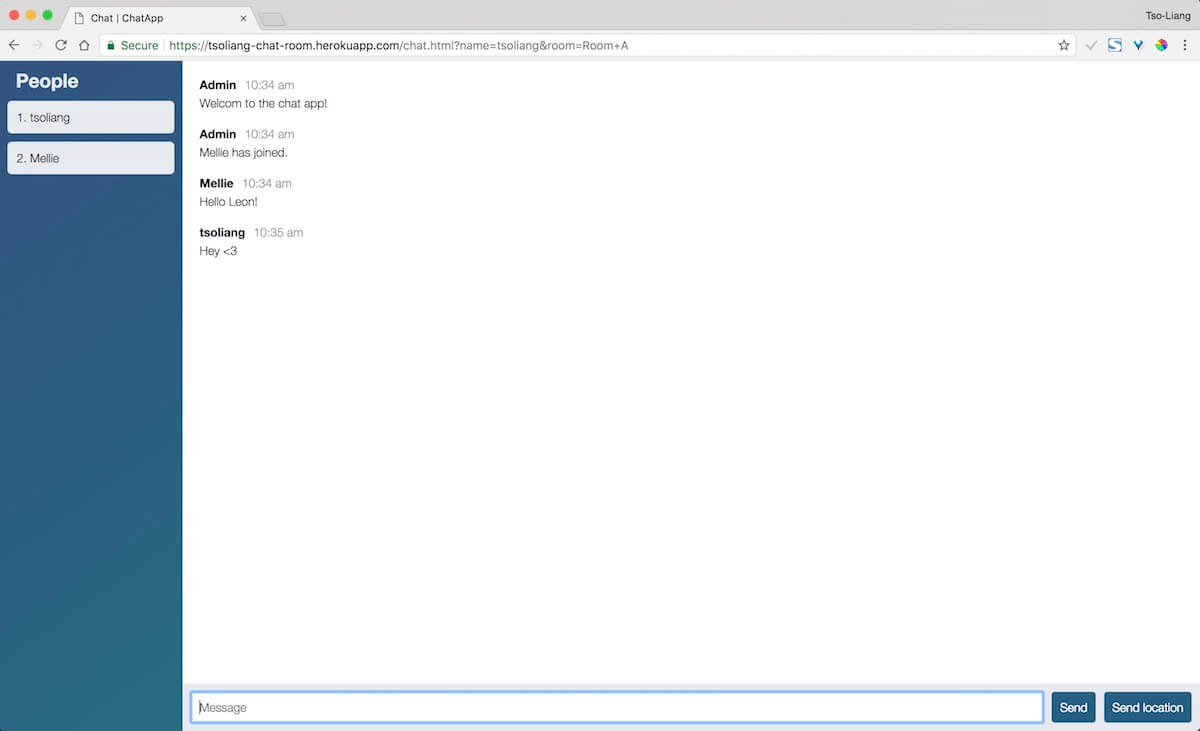 Chat | ChatApp
Tso-Liang
Secure
https://tsoliang-chat-room.herokuapp.com/chat.html?name=tsoliang&room=Room+A
People
1. tsoliang
2. Mellie
Admin 10:34 am
Welcom to the chat app!
Admin 10:34 am
Mellie has joined.
Mellie 10:34 am
Hello Leon!
tsoliang 10:35 am
Hey <3
Message
Send
Send location